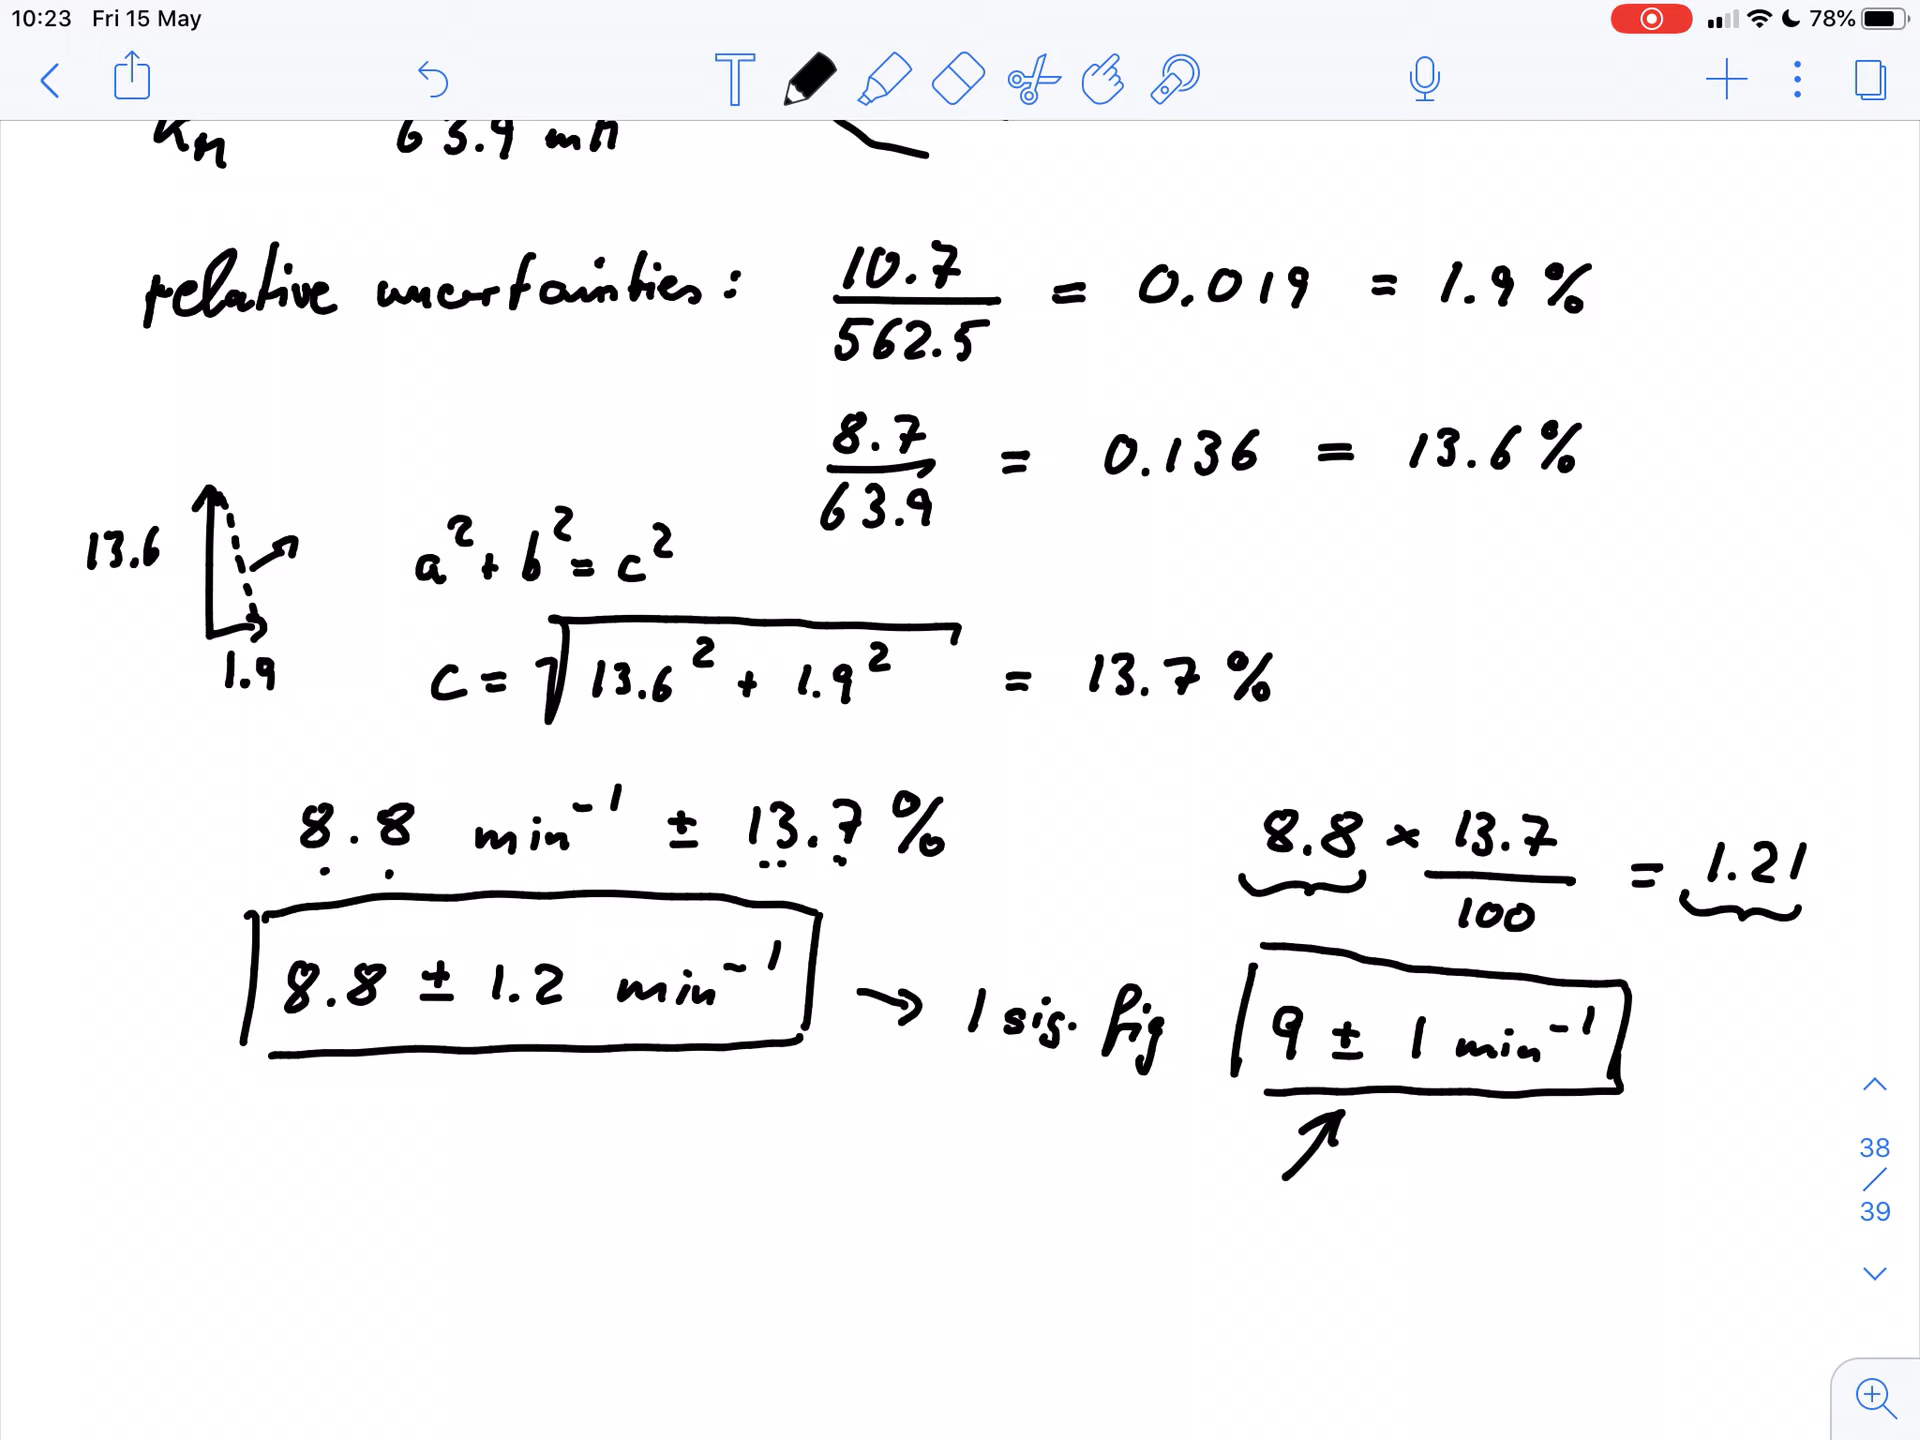 10:23 Fri 15 May 78%
63.9 mM
relative uncertainties: 10.7 / 562.5 = 0.019 = 1.9 %
8.7 / 63.9 = 0.136 = 13.6 %
13.6
1.9
a² + b² = c²
c = √(13.6² + 1.9²) = 13.7 %
8.8 min⁻¹ ± 13.7 %
8.8 × 13.7 / 100 = 1.21
8.8 ± 1.2 min⁻¹ → 1 sig. fig
9 ± 1 min⁻¹
38 / 39